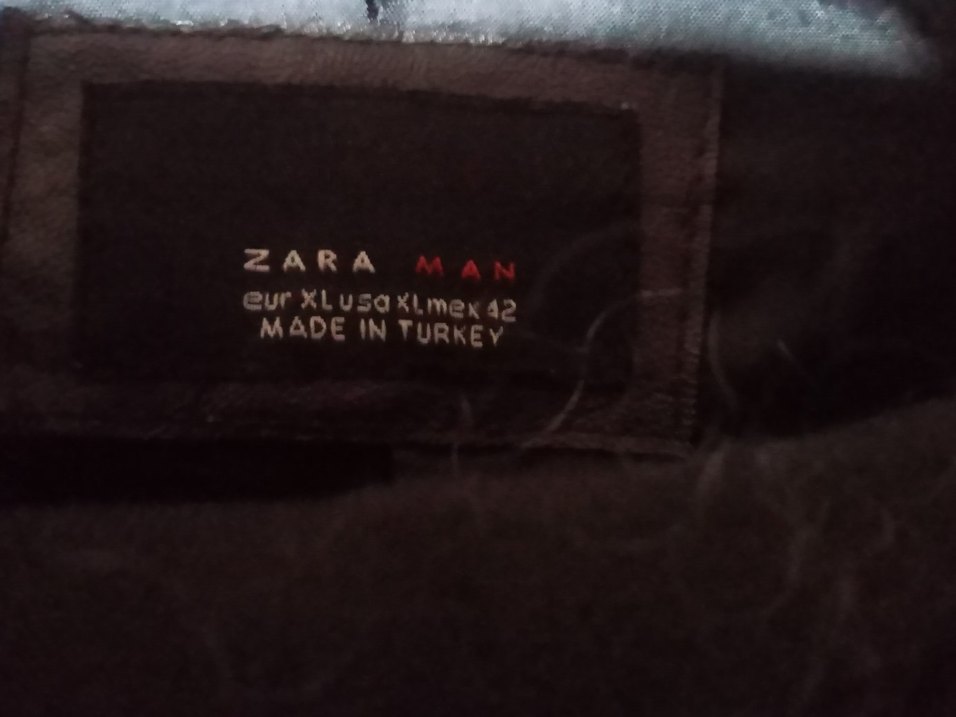 ZARA MAN
eur XL usa XL mex 42
MADE IN TURKEY